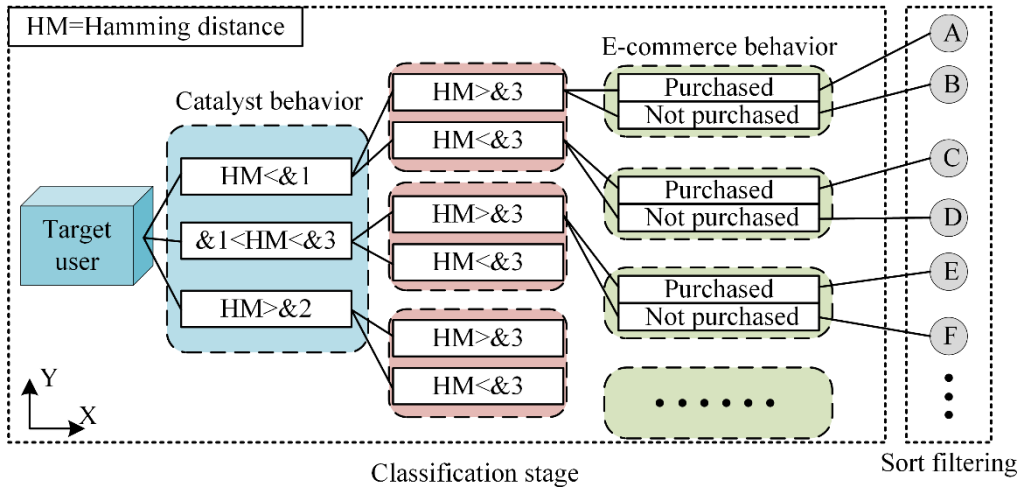 HM=Hamming distance
Catalyst behavior
E-commerce behavior
Target
user
HM<&1
&1<HM<&3
HM>&2
HM>&3
HM<&3
HM>&3
HM<&3
HM>&3
HM<&3
Purchased
Not purchased
Purchased
Not purchased
Purchased
Not purchased
A
B
C
D
E
F
Y
X
Classification stage
Sort filtering